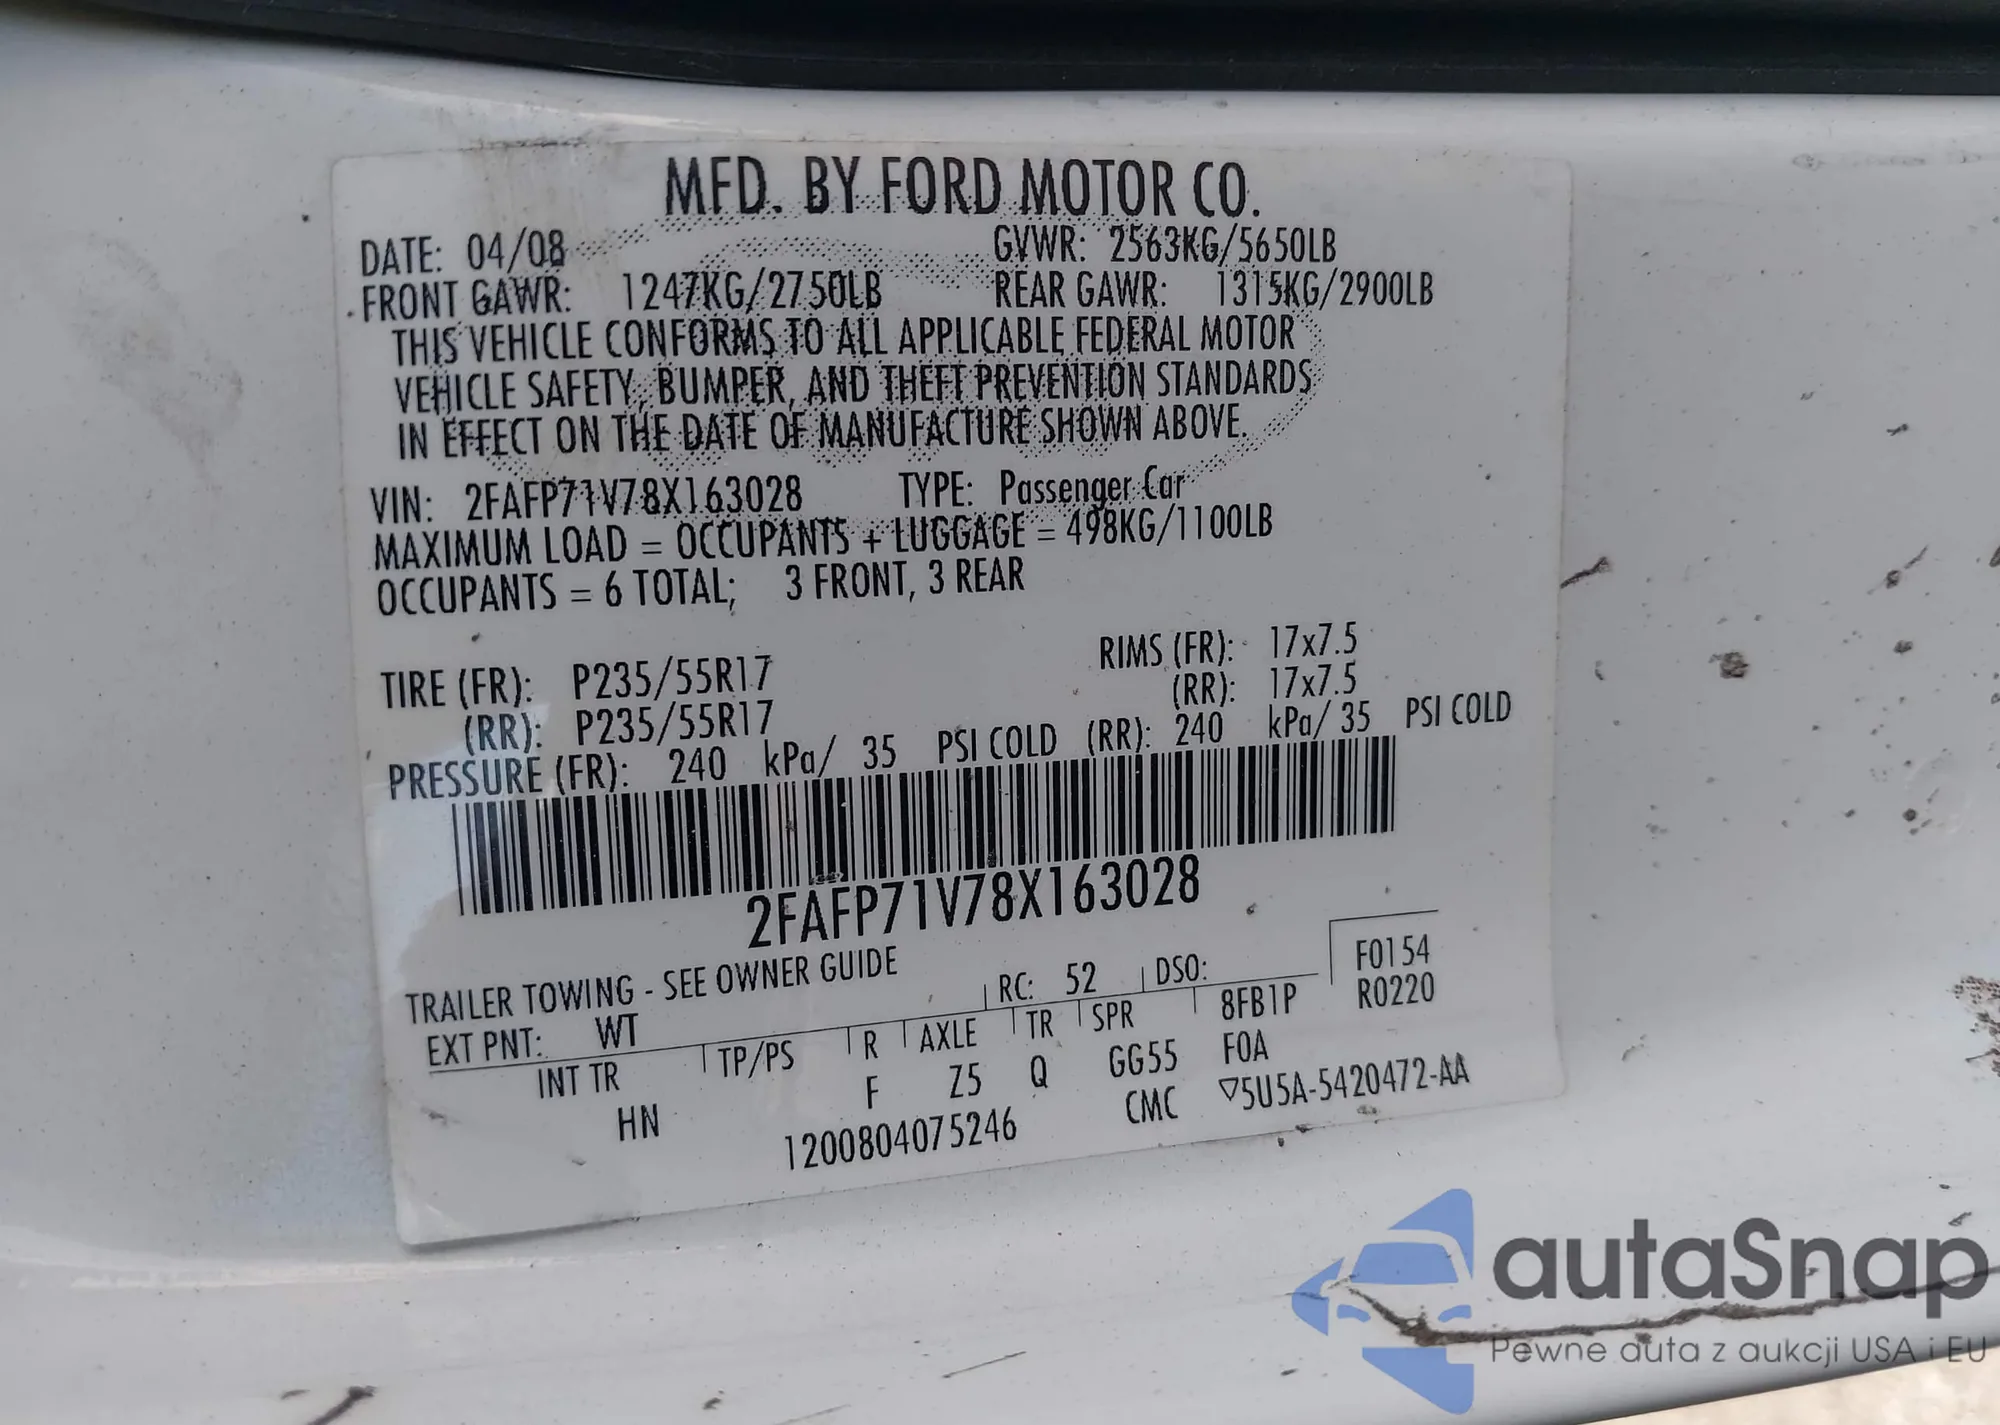 MFD. BY FORD MOTOR CO.
DATE: 04/08 GVWR: 2563KG/5650LB
FRONT GAWR: 1247KG/2750LB REAR GAWR: 1315KG/2900LB
THIS VEHICLE CONFORMS TO ALL APPLICABLE FEDERAL MOTOR
VEHICLE SAFETY, BUMPER, AND THEFT PREVENTION STANDARDS
IN EFFECT ON THE DATE OF MANUFACTURE SHOWN ABOVE.
VIN: 2FAFP71V78X163028 TYPE: Passenger Car
MAXIMUM LOAD = OCCUPANTS + LUGGAGE = 498KG/1100LB
OCCUPANTS = 6 TOTAL; 3 FRONT, 3 REAR
TIRE (FR): P235/55R17 RIMS (FR): 17x7.5
(RR): P235/55R17 (RR): 17x7.5
PRESSURE (FR): 240 kPa/ 35 PSI COLD (RR): 240 kPa/ 35 PSI COLD
2FAFP71V78X163028
TRAILER TOWING - SEE OWNER GUIDE
RC: 52 DSO: F0154
EXT PNT: WT R0220
INT TR TP/PS R AXLE TR SPR 8FB1P
HN F Z5 Q GG55 F0A
1200804075246 CMC ▽5U5A-5420472-AA
autaSnap
Pewne auta z aukcji USA i EU